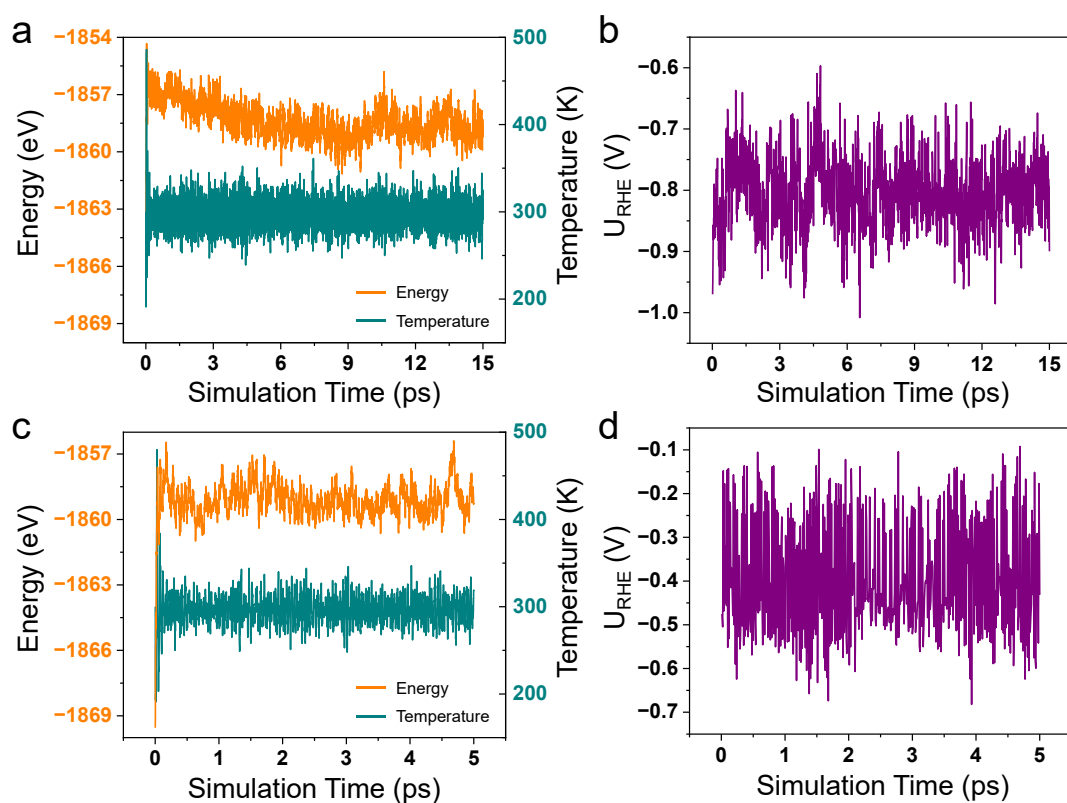 a
−1854
−1857
−1860
−1863
−1866
−1869
Energy (eV)
500
400
300
200
Temperature (K)
Energy
Temperature
0 3 6 9 12 15
Simulation Time (ps)
b
−0.6
−0.7
−0.8
−0.9
−1.0
U_RHE (V)
0 3 6 9 12 15
Simulation Time (ps)
c
−1857
−1860
−1863
−1866
−1869
Energy (eV)
500
400
300
200
Temperature (K)
Energy
Temperature
0 1 2 3 4 5
Simulation Time (ps)
d
−0.1
−0.2
−0.3
−0.4
−0.5
−0.6
−0.7
U_RHE (V)
0 1 2 3 4 5
Simulation Time (ps)